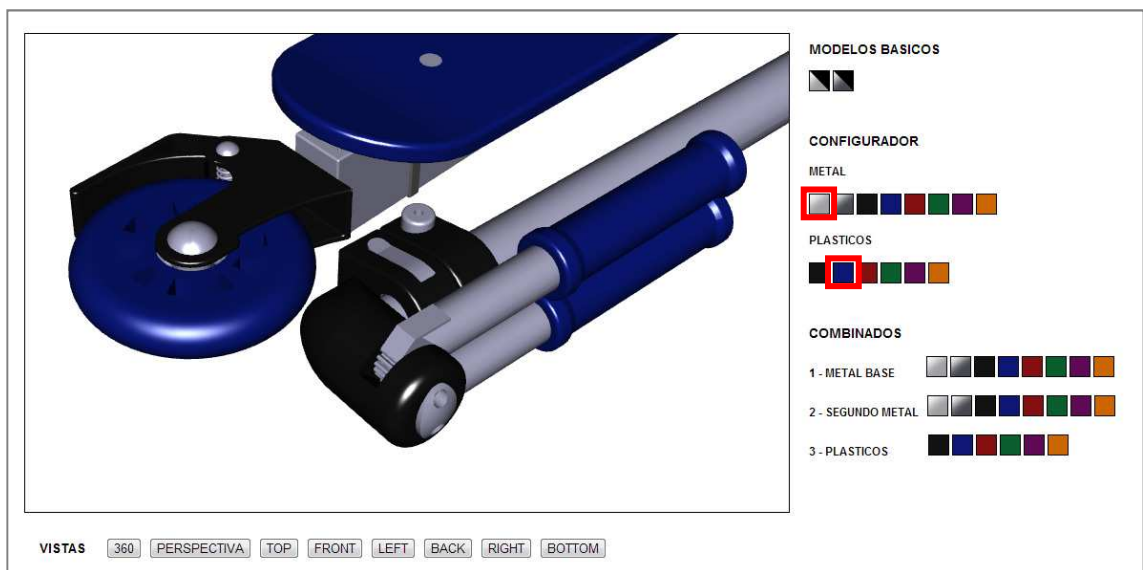 MODELOS BASICOS
CONFIGURADOR
METAL
PLASTICOS
COMBINADOS
1 - METAL BASE
2 - SEGUNDO METAL
3 - PLASTICOS
VISTAS 360 PERSPECTIVA TOP FRONT LEFT BACK RIGHT BOTTOM